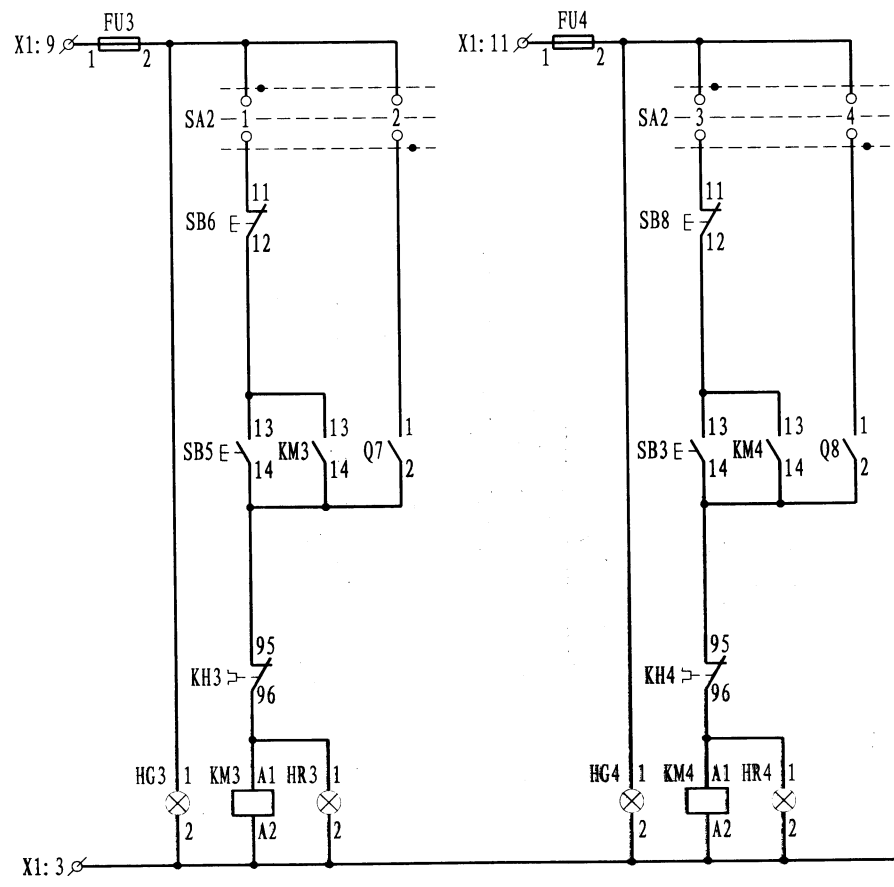 FU3 FU4
X1:9 1 2 X1:11 1 2
SA2 1 2 SA2 3 4
11 11
SB6 SB8
12 12
13 13 1 13 13 1
SB5 KM3 Q7 SB3 KM4 Q8
14 14 2 14 14 2
95 95
KH3 KH4
96 96
HG3 1 KM3 A1 HR3 1 HG4 1 KM4 A1 HR4 1
2 A2 2 2 A2 2
X1:3